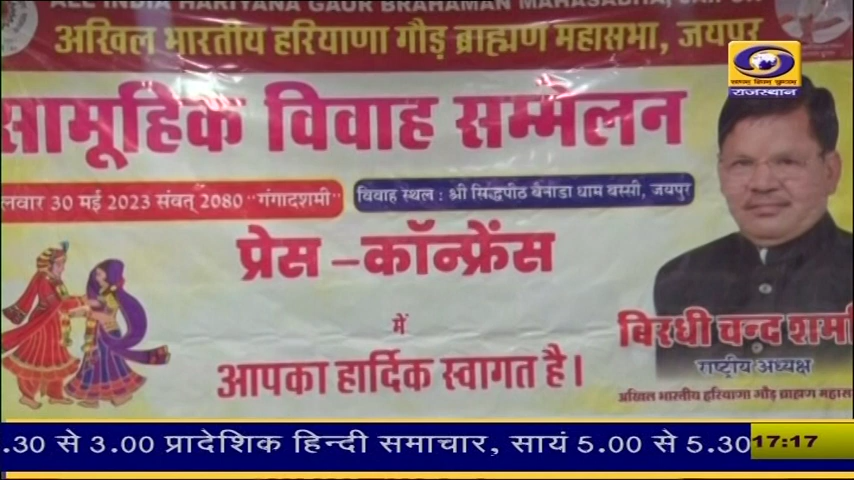 ALL INDIA HARIYANA GAUR BRAHAMAN MAHASABHA, JAIPUR
अखिल भारतीय हरियाणा गौड़ ब्राह्मण महासभा, जयपुर
राजस्थान
सामूहिक विवाह सम्मेलन
लवार 30 मई 2023 संवत् 2080 "गंगादशमी"
विवाह स्थल : श्री सिद्धपीठ बैनाडा धाम बस्सी, जयपुर
प्रेस -कॉन्फ्रेंस
में
आपका हार्दिक स्वागत है।
बिरधी चन्द शर्मा
राष्ट्रीय अध्यक्ष
अखिल भारतीय हरियाणा गौड़ ब्राह्मण महास
.30 से 3.00 प्रादेशिक हिन्दी समाचार, सायं 5.00 से 5.30
17:17